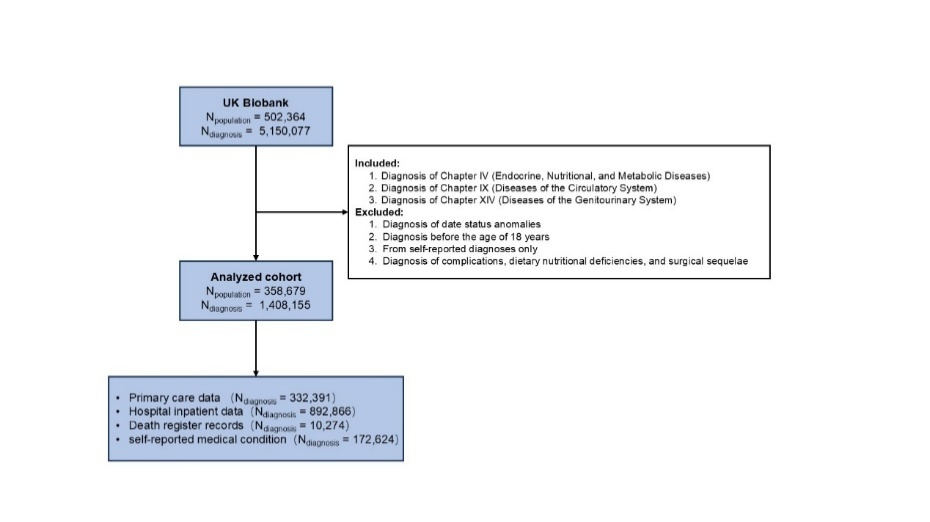 UK Biobank
Npopulation = 502,364
Ndiagnosis = 5,150,077
Included:
1. Diagnosis of Chapter IV (Endocrine, Nutritional, and Metabolic Diseases)
2. Diagnosis of Chapter IX (Diseases of the Circulatory System)
3. Diagnosis of Chapter XIV (Diseases of the Genitourinary System)
Excluded:
1. Diagnosis of date status anomalies
2. Diagnosis before the age of 18 years
3. From self-reported diagnoses only
4. Diagnosis of complications, dietary nutritional deficiencies, and surgical sequelae
Analyzed cohort
Npopulation = 358,679
Ndiagnosis = 1,408,155
• Primary care data （Ndiagnosis = 332,391）
• Hospital inpatient data （Ndiagnosis = 892,866）
• Death register records （Ndiagnosis = 10,274）
• self-reported medical condition （Ndiagnosis = 172,624）